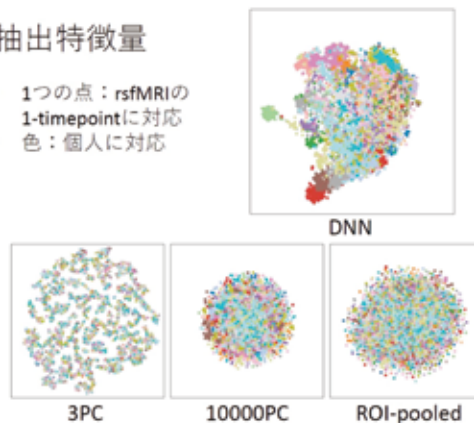 抽出特徴量
1つの点：rsfMRIの
1-timepointに対応
色：個人に対応
DNN
3PC
10000PC
ROI-pooled